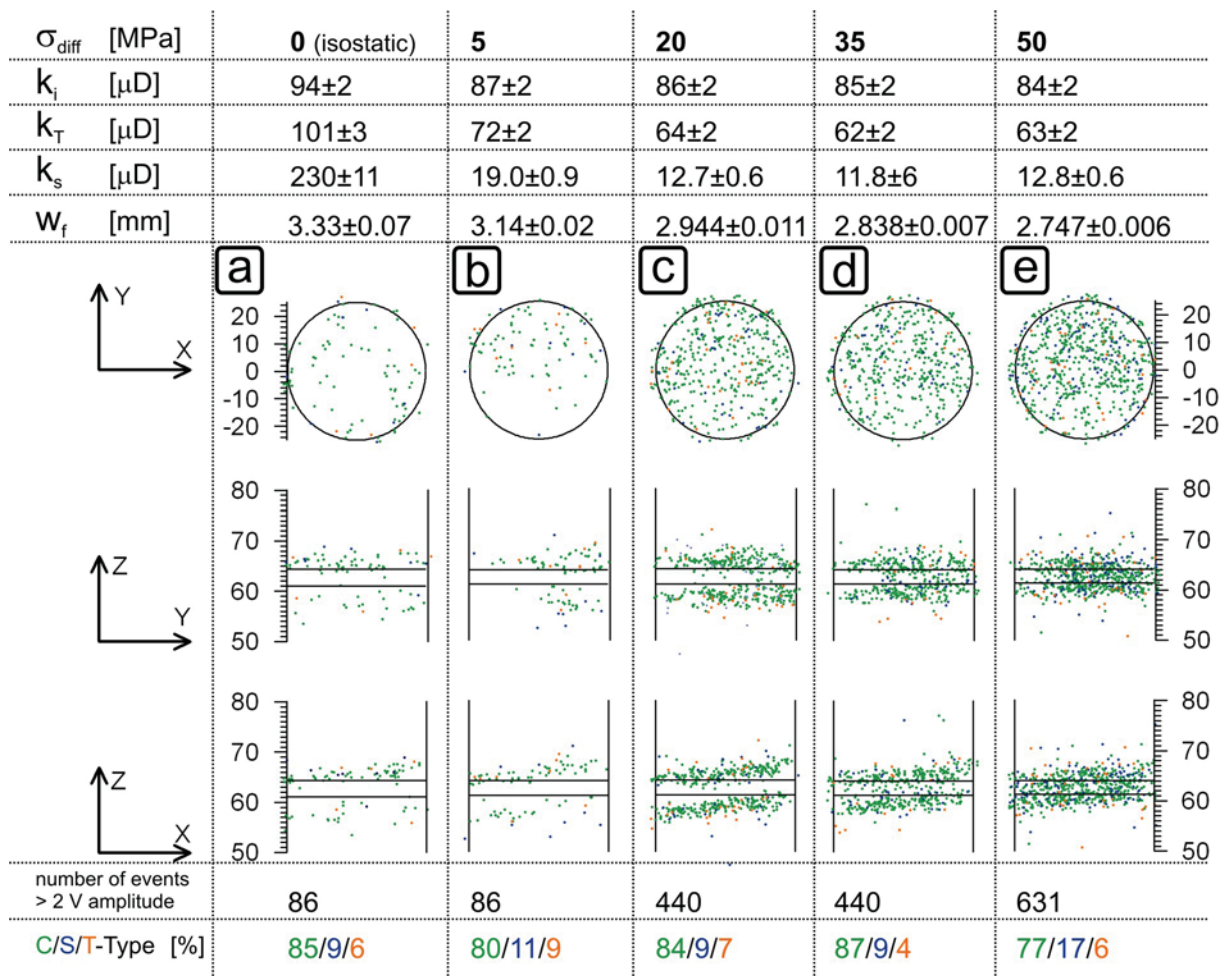 σdiff [MPa] 0 (isostatic) 5 20 35 50
ki [μD] 94±2 87±2 86±2 85±2 84±2
kT [μD] 101±3 72±2 64±2 62±2 63±2
ks [μD] 230±11 19.0±0.9 12.7±0.6 11.8±6 12.8±0.6
wf [mm] 3.33±0.07 3.14±0.02 2.944±0.011 2.838±0.007 2.747±0.006
a b c d e
Y
X
20 20
10 10
0 0
-10 -10
-20 -20
80 80
70 70
Z
60 60
Y
50 50
80 80
70 70
Z
60 60
X
50 50
number of events
> 2 V amplitude 86 86 440 440 631
C/S/T-Type [%] 85/9/6 80/11/9 84/9/7 87/9/4 77/17/6